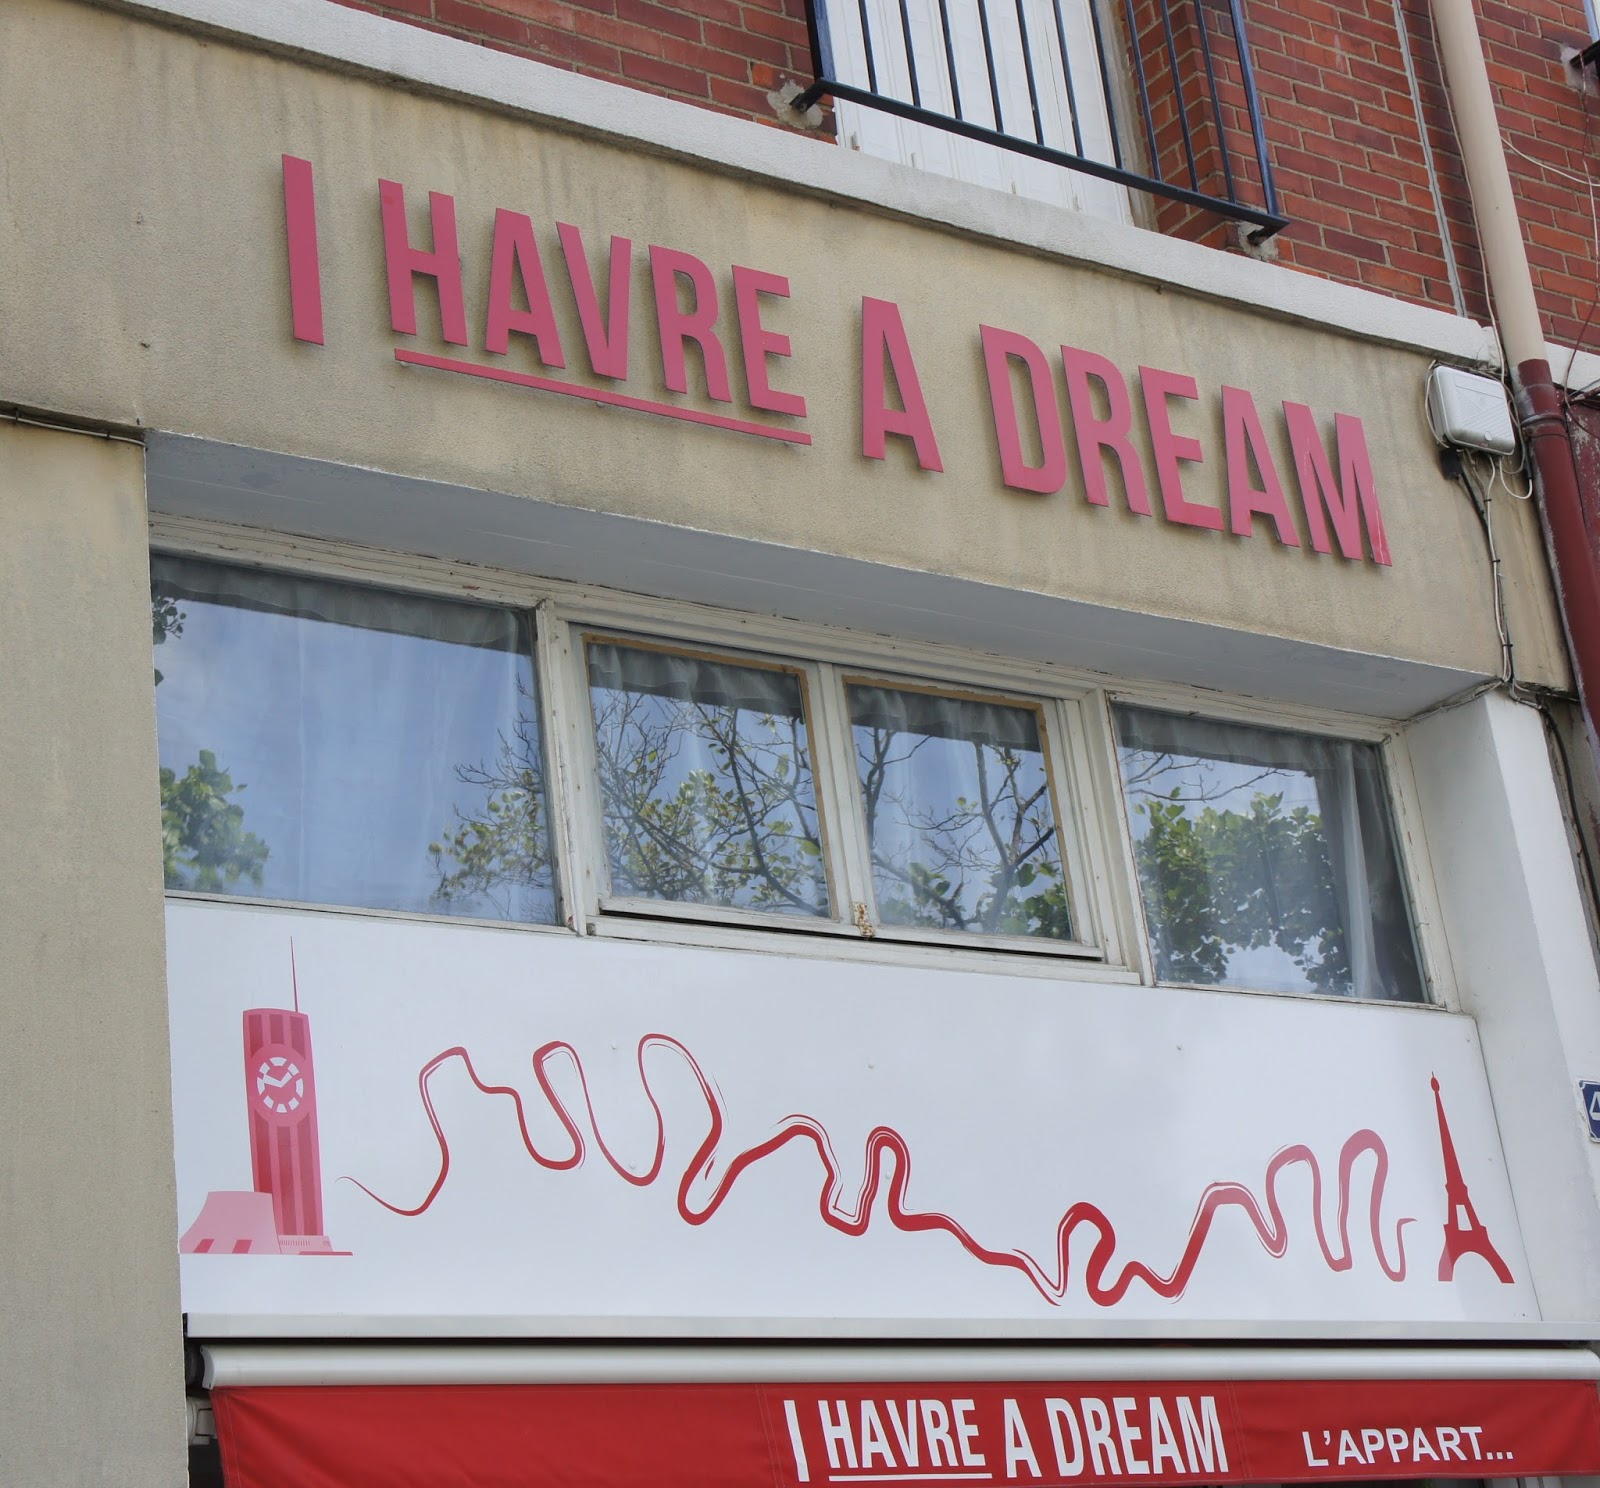 I HAVRE A DREAM
I HAVRE A DREAM L'APPART...